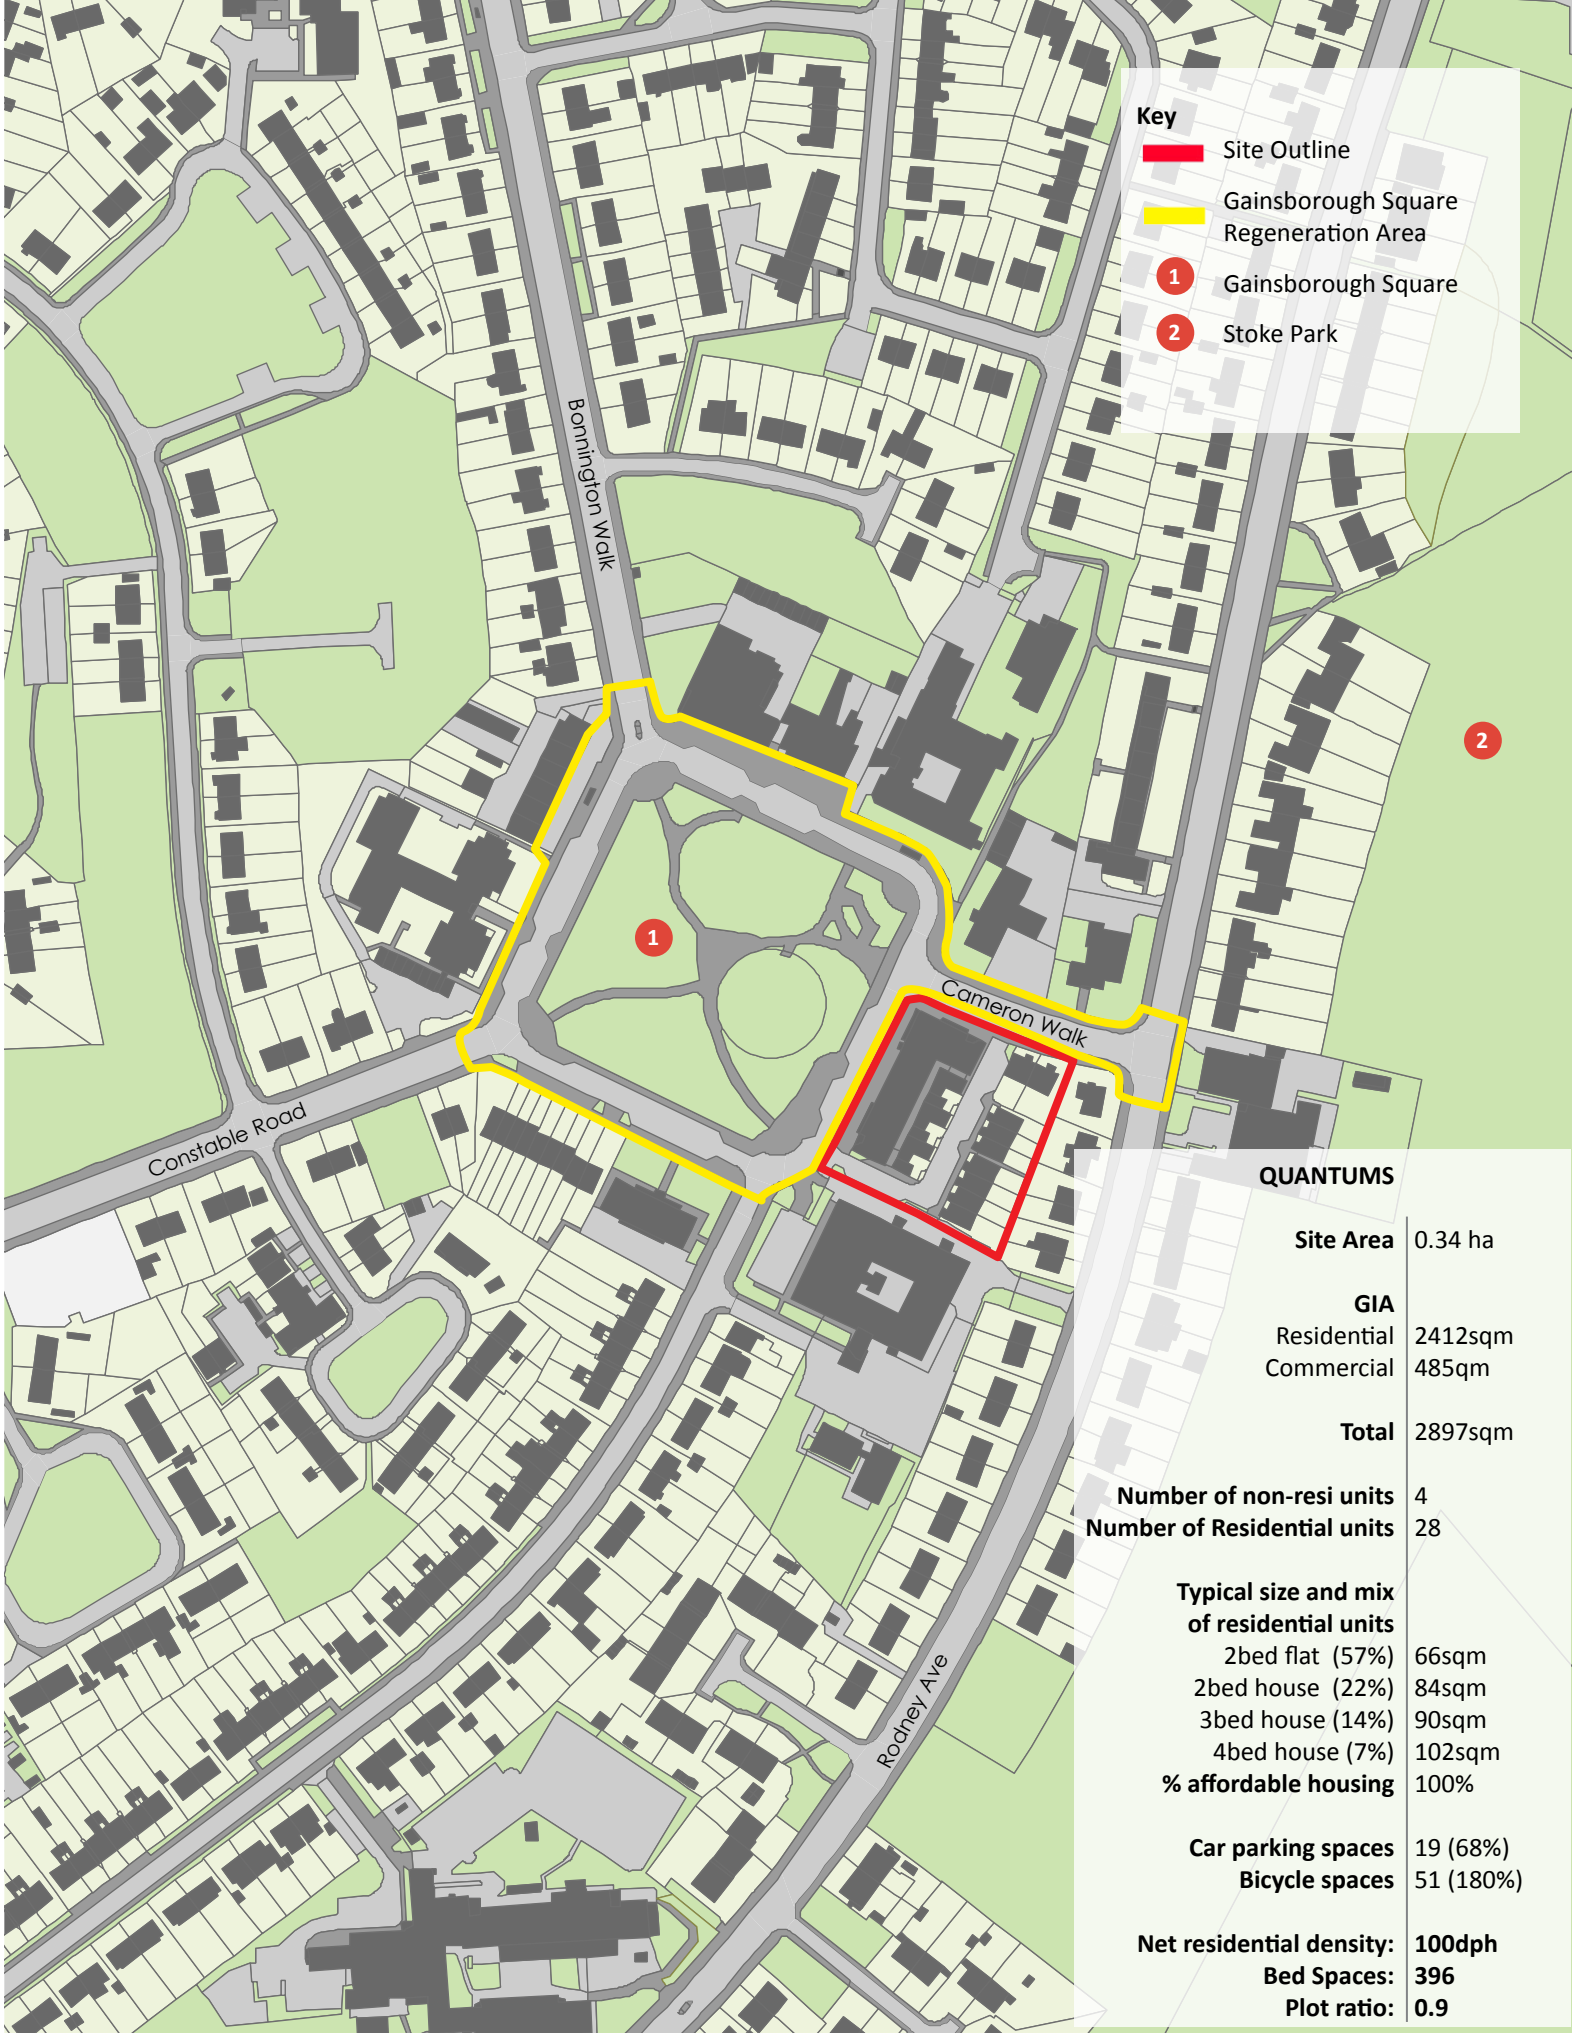 Key
Site Outline
Gainsborough Square
Regeneration Area
1 Gainsborough Square
2 Stoke Park
Bonnington Walk
2
1
Cameron Walk
Constable Road
Rodney Ave
QUANTUMS
Site Area 0.34 ha
GIA
Residential 2412sqm
Commercial 485qm
Total 2897sqm
Number of non-resi units 4
Number of Residential units 28
Typical size and mix
of residential units
2bed flat (57%) 66sqm
2bed house (22%) 84sqm
3bed house (14%) 90sqm
4bed house (7%) 102sqm
% affordable housing 100%
Car parking spaces 19 (68%)
Bicycle spaces 51 (180%)
Net residential density: 100dph
Bed Spaces: 396
Plot ratio: 0.9